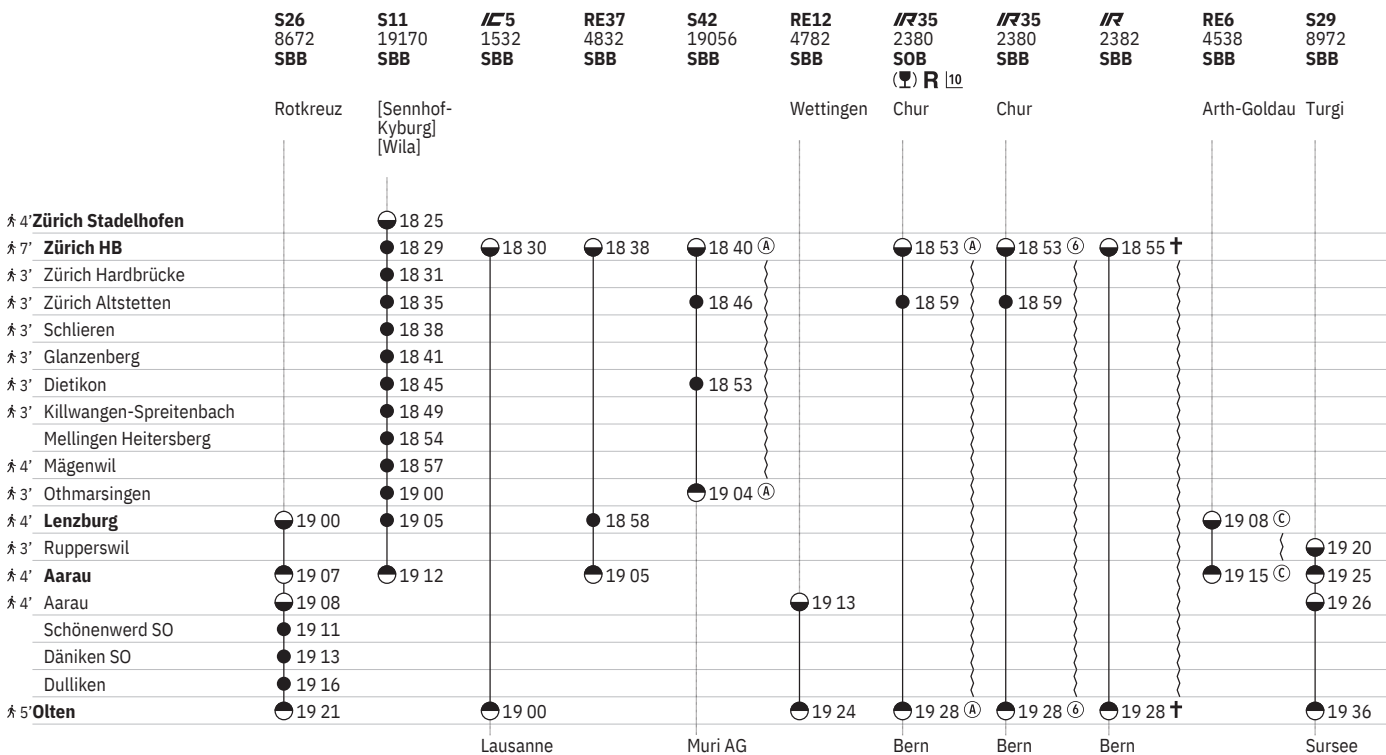 S26 S11 IC5 RE37 S42 RE12 IR35 IR35 IR RE6 S29
8672 19170 1532 4832 19056 4782 2380 2380 2382 4538 8972
SBB SBB SBB SBB SBB SBB SOB SBB SBB SBB SBB
R 10
Rotkreuz [Sennhof- Wettingen Chur Chur Arth-Goldau Turgi
Kyburg]
[Wila]
4’ Zürich Stadelhofen 18 25
7’ Zürich HB 18 29 18 30 18 38 18 40 A 18 53 A 18 53 6 18 55 ✝
3’ Zürich Hardbrücke 18 31
3’ Zürich Altstetten 18 35 18 46 18 59 18 59
3’ Schlieren 18 38
3’ Glanzenberg 18 41
3’ Dietikon 18 45 18 53
3’ Killwangen-Spreitenbach 18 49
Mellingen Heitersberg 18 54
4’ Mägenwil 18 57
3’ Othmarsingen 19 00 19 04 A
4’ Lenzburg 19 00 19 05 18 58 19 08 C
3’ Rupperswil 19 20
4’ Aarau 19 07 19 12 19 05 19 15 C 19 25
4’ Aarau 19 08 19 13 19 26
Schönenwerd SO 19 11
Däniken SO 19 13
Dulliken 19 16
5’ Olten 19 21 19 00 19 24 19 28 A 19 28 6 19 28 ✝ 19 36
Lausanne Muri AG Bern Bern Bern Sursee